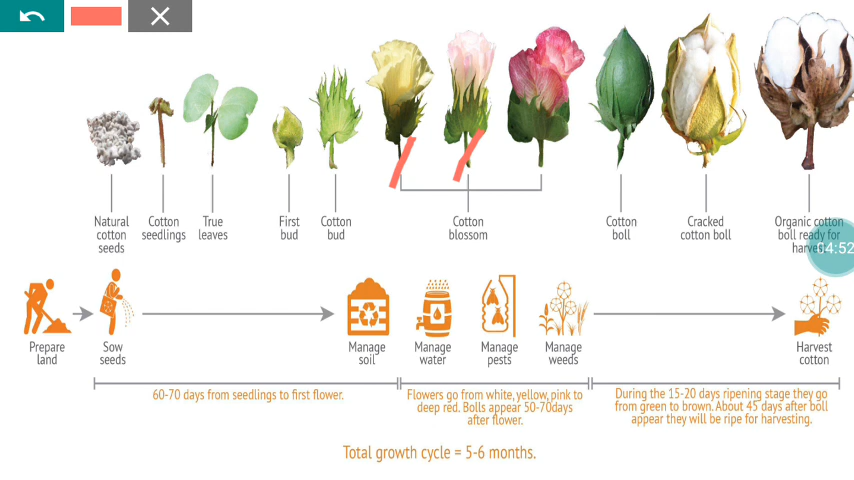 Natural
cotton
seeds
Cotton
seedlings
True
leaves
First
bud
Cotton
bud
Cotton
blossom
Cotton
boll
Cracked
cotton boll
Organic cotton
boll ready for
harvest
04:52
Prepare
land
Sow
seeds
Manage
soil
Manage
water
Manage
pests
Manage
weeds
Harvest
cotton
60-70 days from seedlings to first flower.
Flowers go from white, yellow, pink to
deep red. Bolls appear 50-70days
after flower.
During the 15-20 days ripening stage they go
from green to brown. About 45 days after boll
appear they will be ripe for harvesting.
Total growth cycle = 5-6 months.